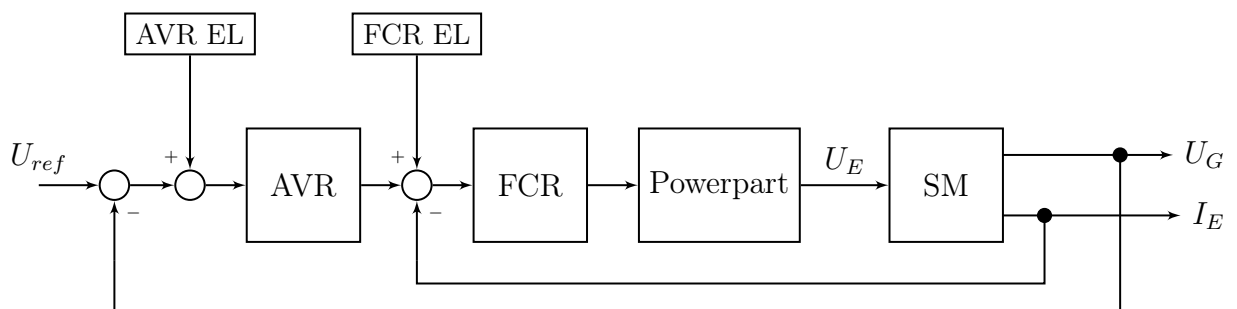 AVR EL
FCR EL
U_ref
+
+
U_E
U_G
AVR
FCR
Powerpart
SM
−
−
I_E